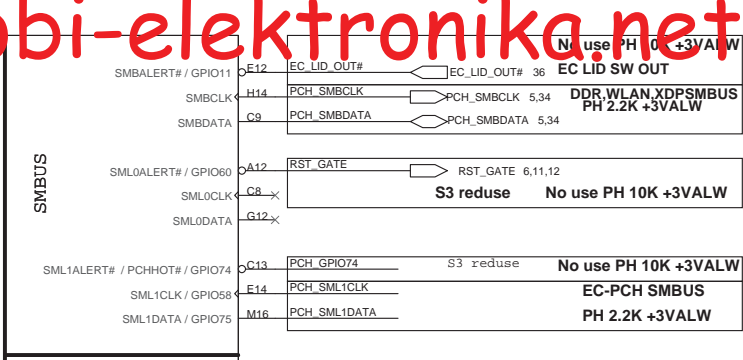 obi-elektronika.net
No use PH 10K +3VALW
SMBALERT# / GPIO11 E12 EC_LID_OUT# EC_LID_OUT# 36 EC LID SW OUT
SMBCLK H14 PCH_SMBCLK PCH_SMBCLK 5,34 DDR,WLAN,XDPSMBUS
PH 2.2K +3VALW
SMBDATA C9 PCH_SMBDATA PCH_SMBDATA 5,34
SMBUS
SML0ALERT# / GPIO60 A12 RST_GATE RST_GATE 6,11,12
SML0CLK C8 S3 reduse No use PH 10K +3VALW
SML0DATA G12
SML1ALERT# / PCHHOT# / GPIO74 C13 PCH_GPIO74 S3 reduse No use PH 10K +3VALW
SML1CLK / GPIO58 E14 PCH_SML1CLK EC-PCH SMBUS
SML1DATA / GPIO75 M16 PCH_SML1DATA PH 2.2K +3VALW